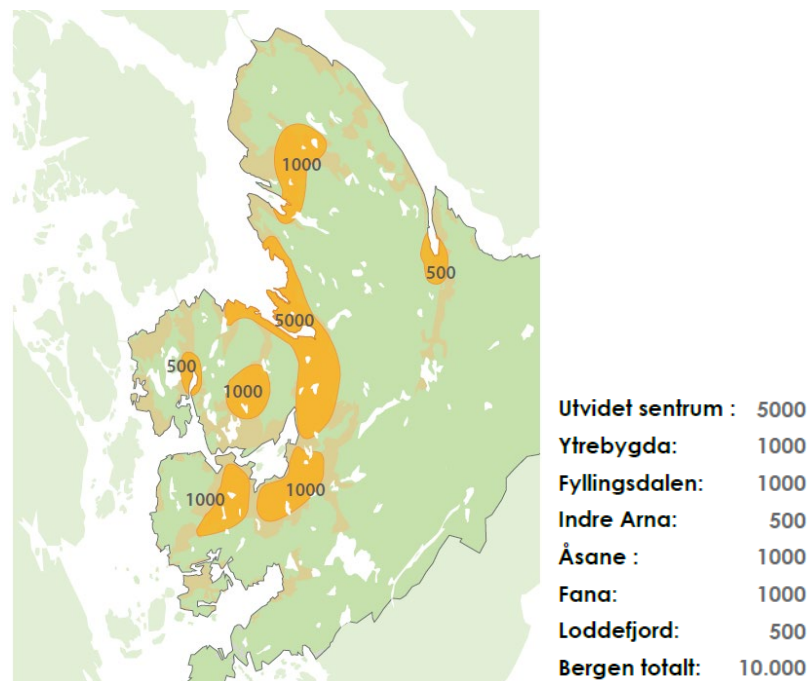 1000
500
5000
500
1000
1000
1000
Utvidet sentrum : 5000
Ytrebygda: 1000
Fyllingsdalen: 1000
Indre Arna: 500
Åsane : 1000
Fana: 1000
Loddefjord: 500
Bergen totalt: 10.000